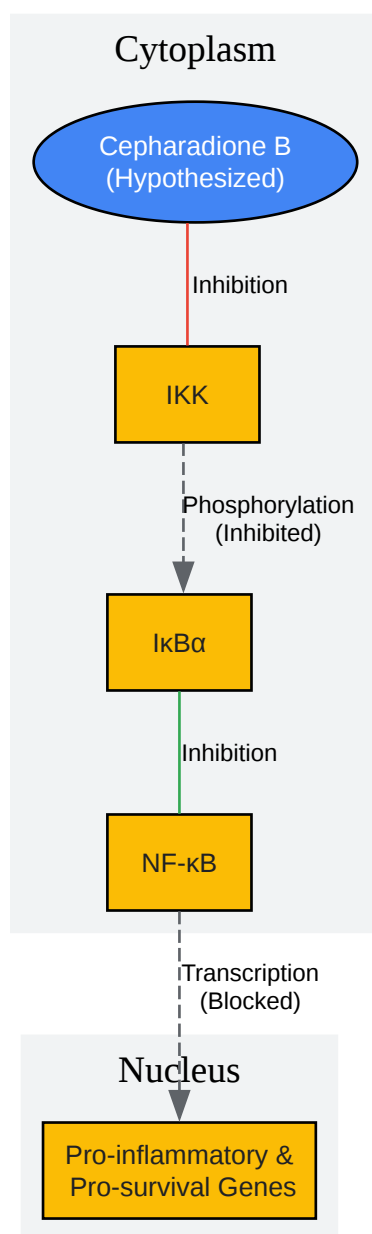 Cytoplasm
Cepharadione B
(Hypothesized)
Inhibition
IKK
Phosphorylation
(Inhibited)
IκBα
Inhibition
NF-κB
Transcription
(Blocked)
Nucleus
Pro-inflammatory &
Pro-survival Genes